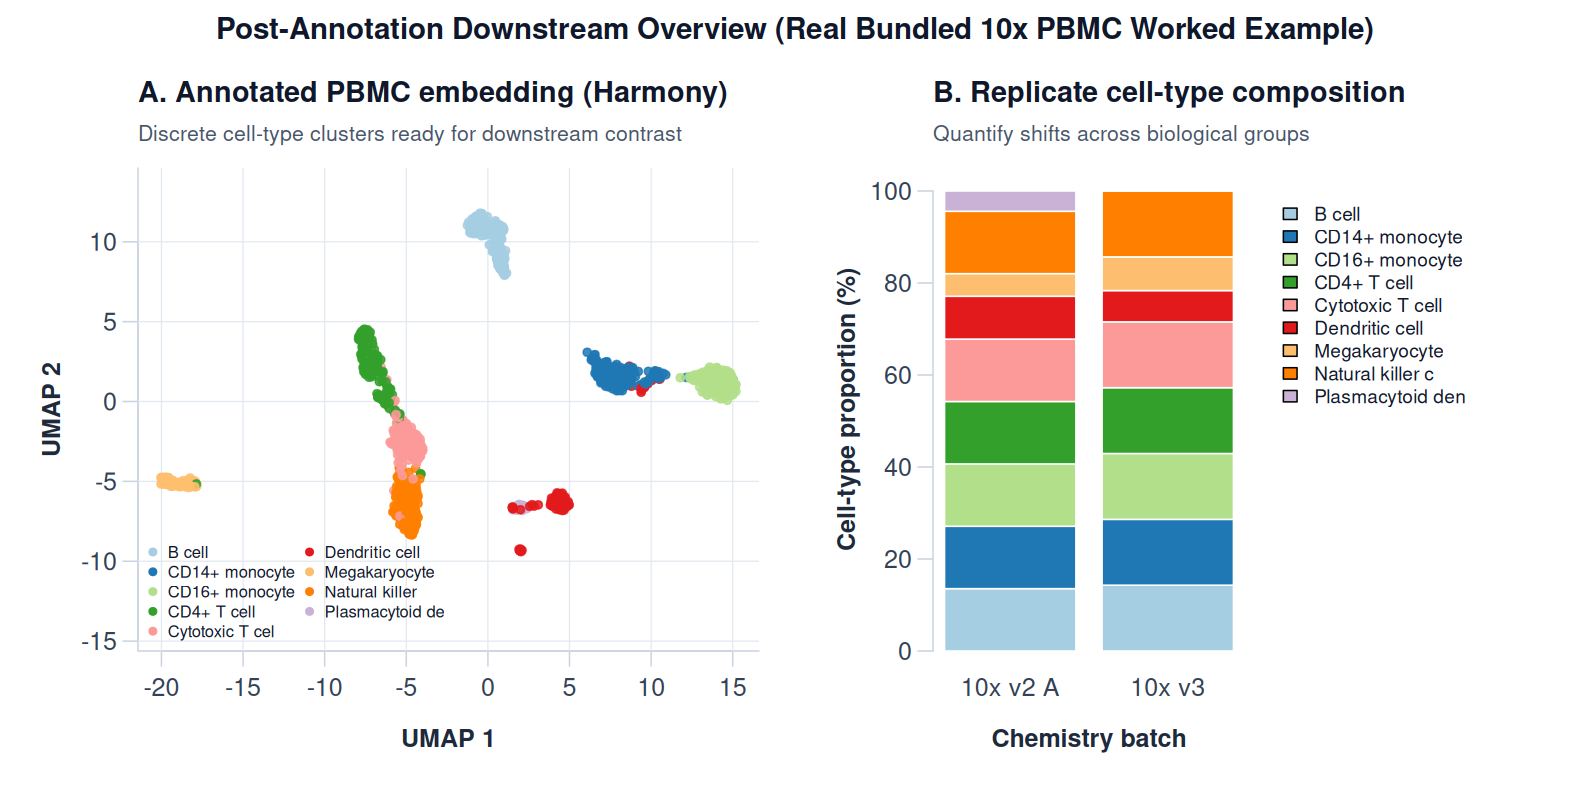 Post-Annotation Downstream Overview (Real Bundled 10x PBMC Worked Example)
A. Annotated PBMC embedding (Harmony)
Discrete cell-type clusters ready for downstream contrast
UMAP 2
10
5
0
-5
-10
-15
B cell
CD14+ monocyte
CD16+ monocyte
CD4+ T cell
Cytotoxic T cel
Dendritic cell
Megakaryocyte
Natural killer
Plasmacytoid de
-20 -15 -10 -5 0 5 10 15
UMAP 1
B. Replicate cell-type composition
Quantify shifts across biological groups
Cell-type proportion (%)
100
80
60
40
20
0
10x v2 A 10x v3
Chemistry batch
B cell
CD14+ monocyte
CD16+ monocyte
CD4+ T cell
Cytotoxic T cell
Dendritic cell
Megakaryocyte
Natural killer c
Plasmacytoid den